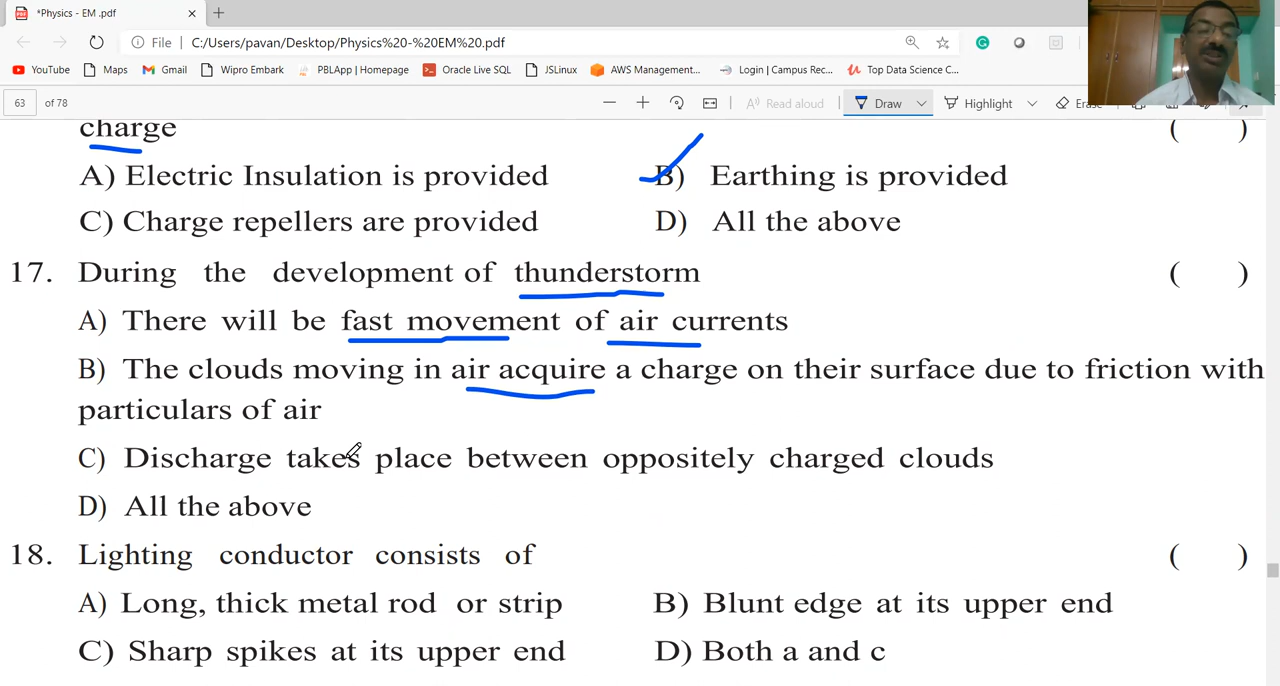 *Physics - EM .pdf
File | C:/Users/pavan/Desktop/Physics%20-%20EM%20.pdf
YouTube Maps Gmail Wipro Embark PBLApp | Homepage Oracle Live SQL JSLinux AWS Management... Login | Campus Rec... Top Data Science C...
63 of 78 Read aloud Draw Highlight Erase
charge ( )
A) Electric Insulation is provided B) Earthing is provided
C) Charge repellers are provided D) All the above
17. During the development of thunderstorm ( )
A) There will be fast movement of air currents
B) The clouds moving in air acquire a charge on their surface due to friction with
particulars of air
C) Discharge takes place between oppositely charged clouds
D) All the above
18. Lighting conductor consists of ( )
A) Long, thick metal rod or strip B) Blunt edge at its upper end
C) Sharp spikes at its upper end D) Both a and c